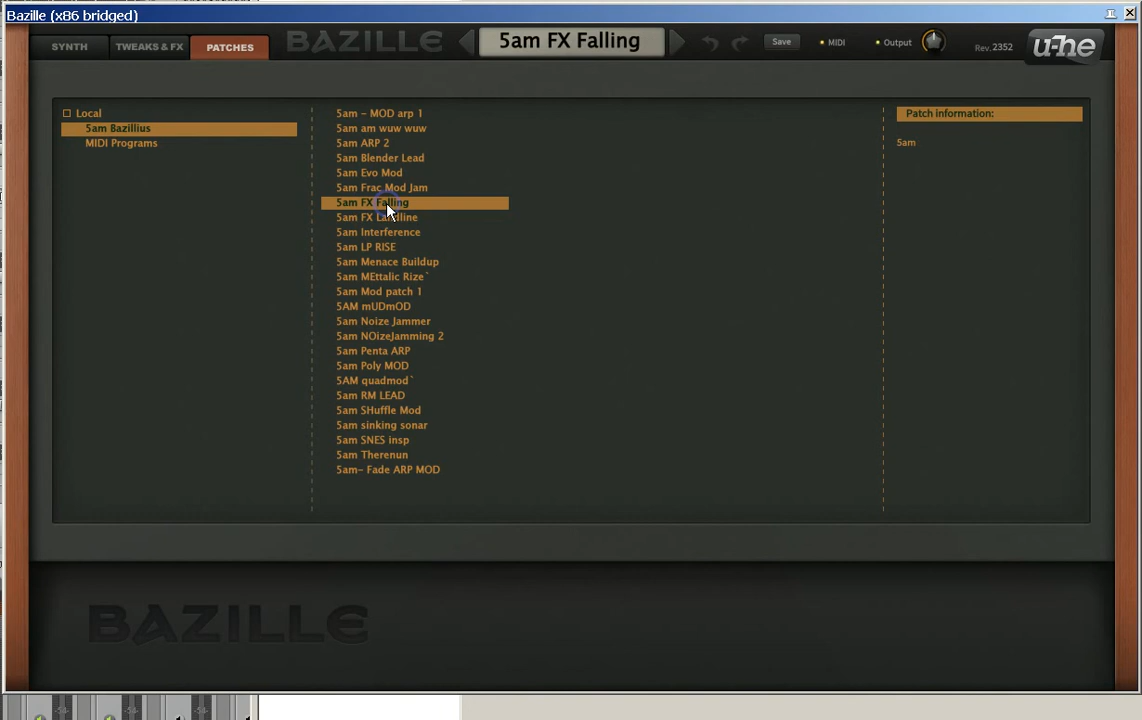 Bazille (x86 bridged)
SYNTH
TWEAKS & FX
PATCHES
BAZILLE
5am FX Falling
Save
MIDI
Output
Rev.2352
u-he
Local
5am Bazillius
MIDI Programs
5am - MOD arp 1
5am am wuw wuw
5am ARP 2
5am Blender Lead
5am Evo Mod
5am Frac Mod Jam
5am FX Falling
5am FX Landline
5am Interference
5am LP RISE
5am Menace Buildup
5am MEttalic Rize`
5am Mod patch 1
5AM mUDmOD
5am Noize Jammer
5am NOizeJamming 2
5am Penta ARP
5am Poly MOD
5AM quadmod`
5am RM LEAD
5am SHuffle Mod
5am sinking sonar
5am SNES insp
5am Therenun
5am- Fade ARP MOD
Patch information:
5am
BAZILLE